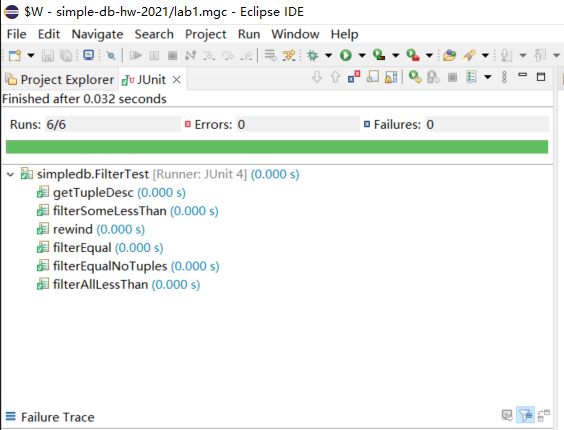 $W - simple-db-hw-2021/lab1.mgc - Eclipse IDE
File Edit Navigate Search Project Run Window Help
Project Explorer JUnit
Finished after 0.032 seconds
Runs: 6/6 Errors: 0 Failures: 0
simpledb.FilterTest [Runner: JUnit 4] (0.000 s)
getTupleDesc (0.000 s)
filterSomeLessThan (0.000 s)
rewind (0.000 s)
filterEqual (0.000 s)
filterEqualNoTuples (0.000 s)
filterAllLessThan (0.000 s)
Failure Trace